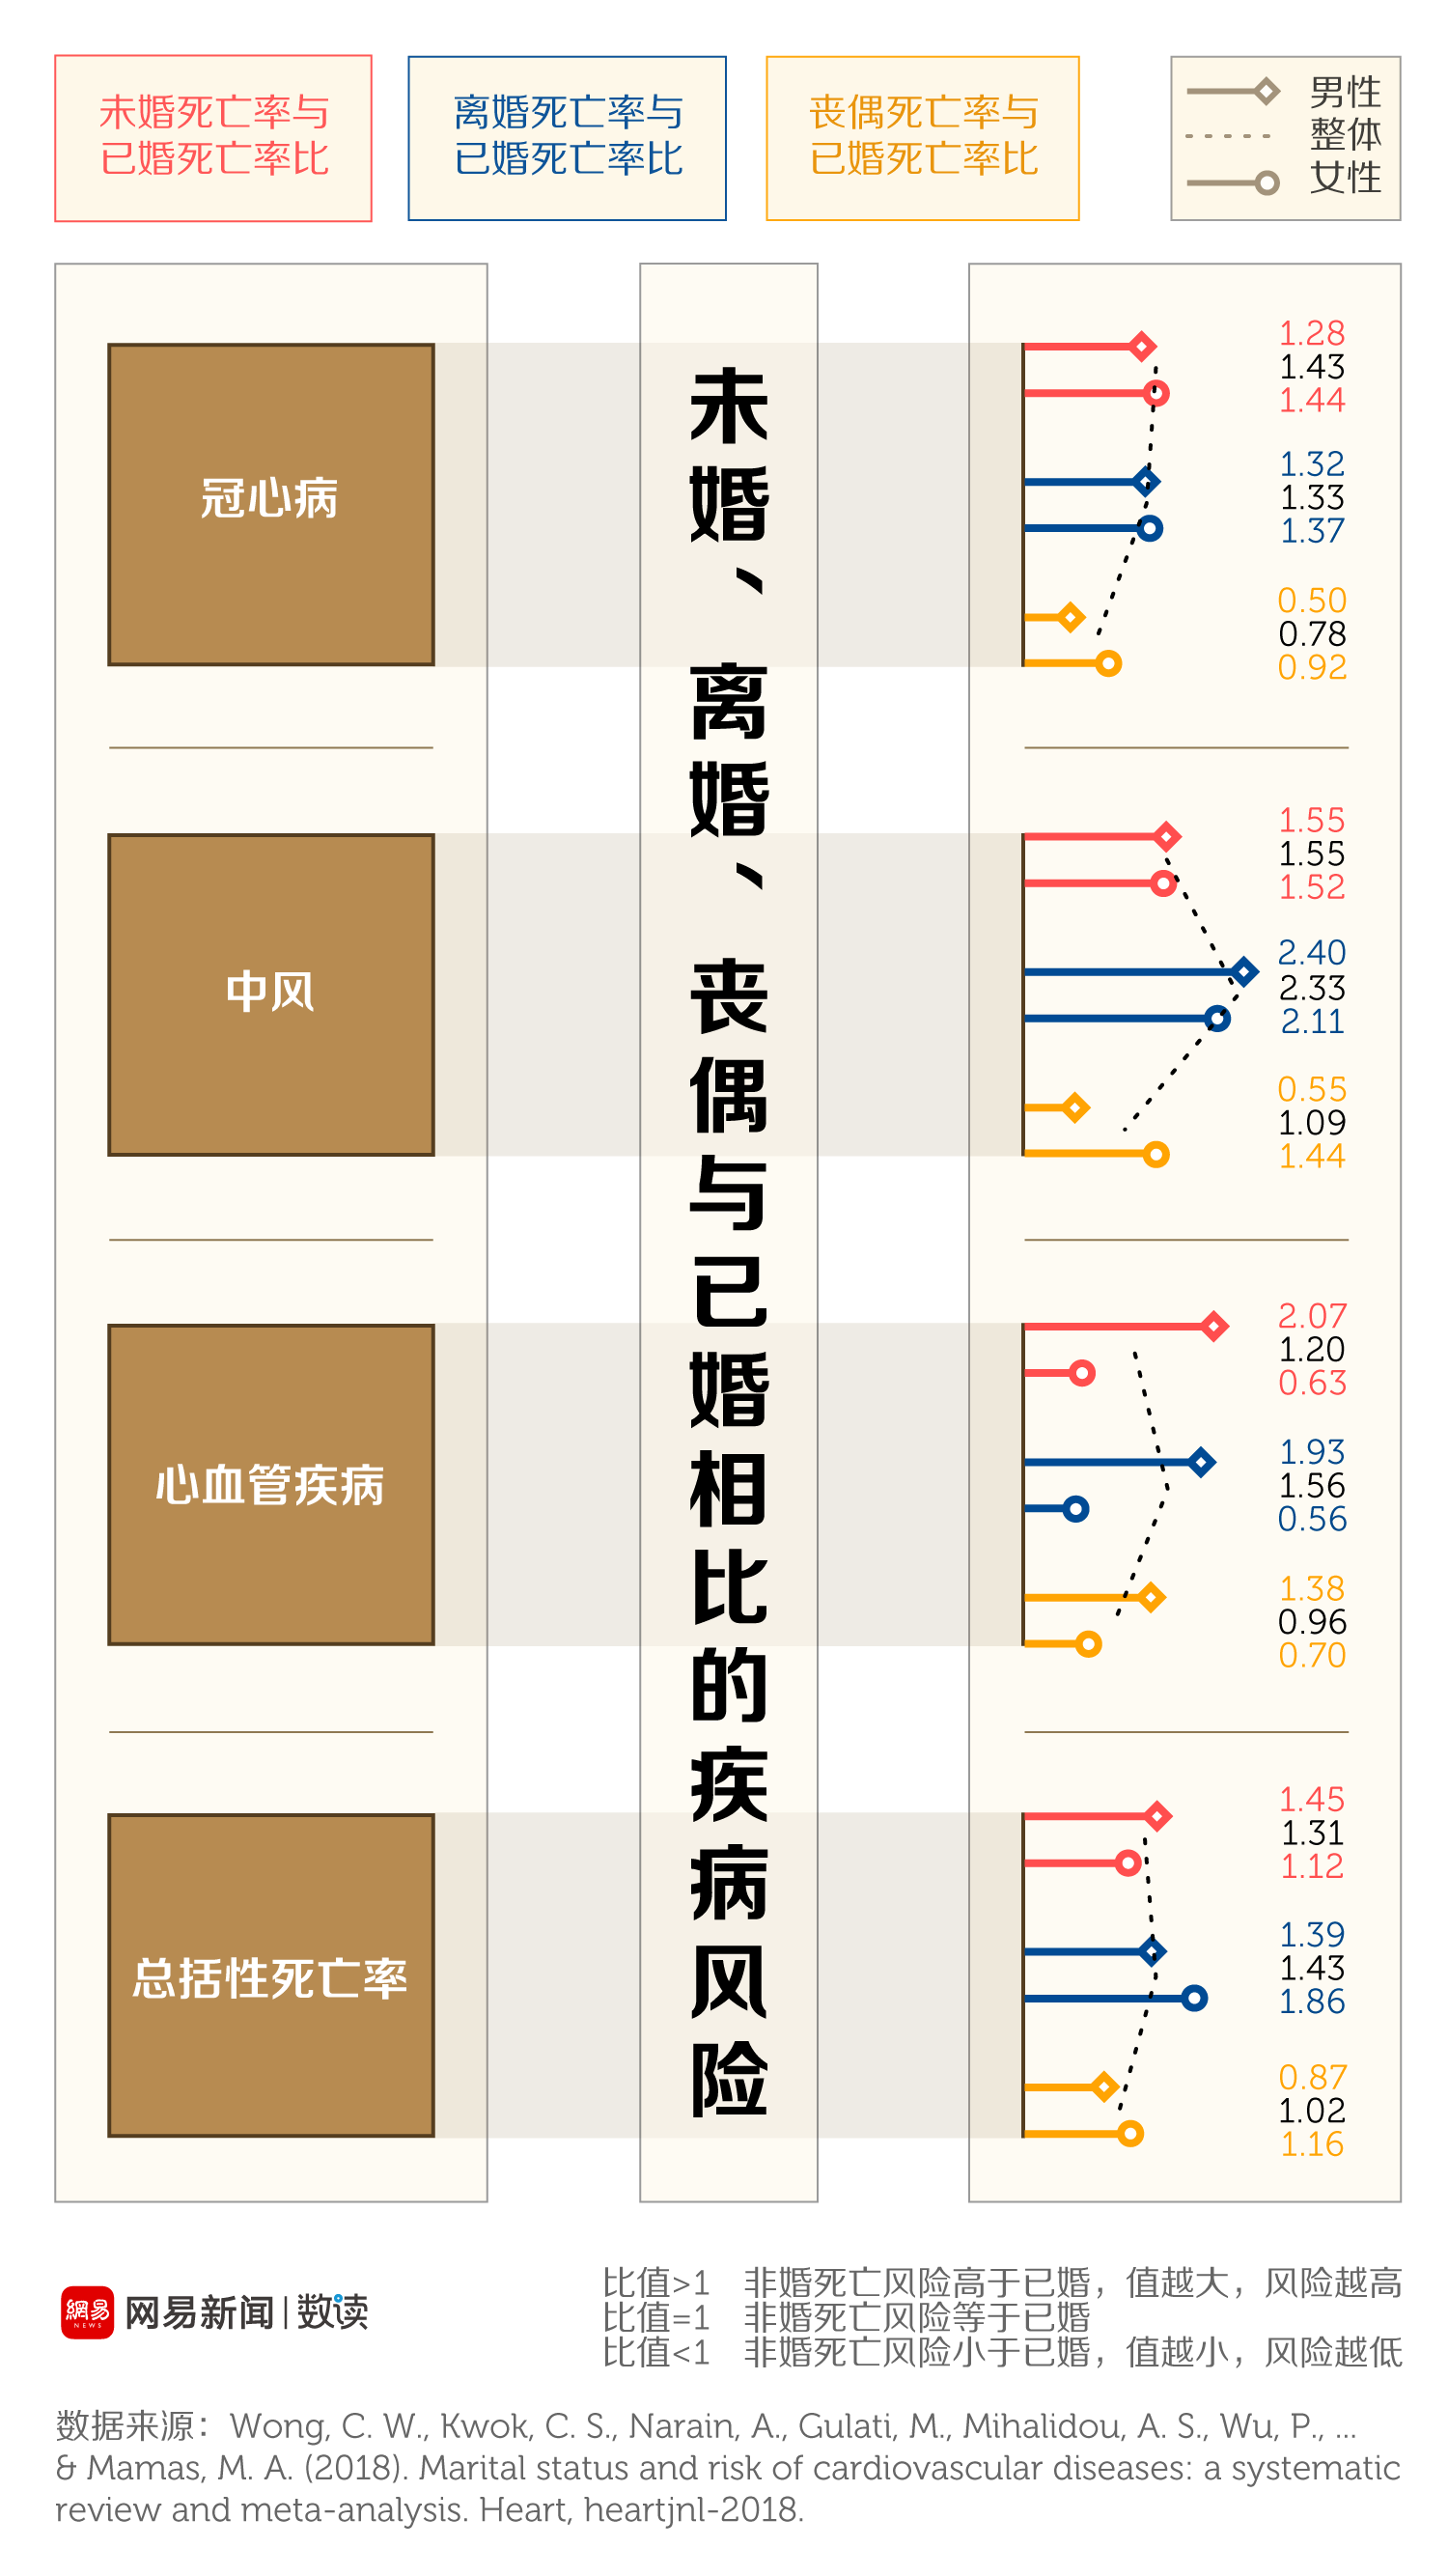 未婚死亡率与
已婚死亡率比
离婚死亡率与
已婚死亡率比
丧偶死亡率与
已婚死亡率比
男性
整体
女性
未婚、离婚、丧偶与已婚相比的疾病风险
冠心病
1.28
1.43
1.44
1.32
1.33
1.37
0.50
0.78
0.92
中风
1.55
1.55
1.52
2.40
2.33
2.11
0.55
1.09
1.44
心血管疾病
2.07
1.20
0.63
1.93
1.56
0.56
1.38
0.96
0.70
总括性死亡率
1.45
1.31
1.12
1.39
1.43
1.86
0.87
1.02
1.16
網易
NEWS
网易新闻 | 数读
比值>1 非婚死亡风险高于已婚，值越大，风险越高
比值=1 非婚死亡风险等于已婚
比值<1 非婚死亡风险小于已婚，值越小，风险越低
数据来源：Wong, C. W., Kwok, C. S., Narain, A., Gulati, M., Mihalidou, A. S., Wu, P., ...
& Mamas, M. A. (2018). Marital status and risk of cardiovascular diseases: a systematic
review and meta-analysis. Heart, heartjnl-2018.